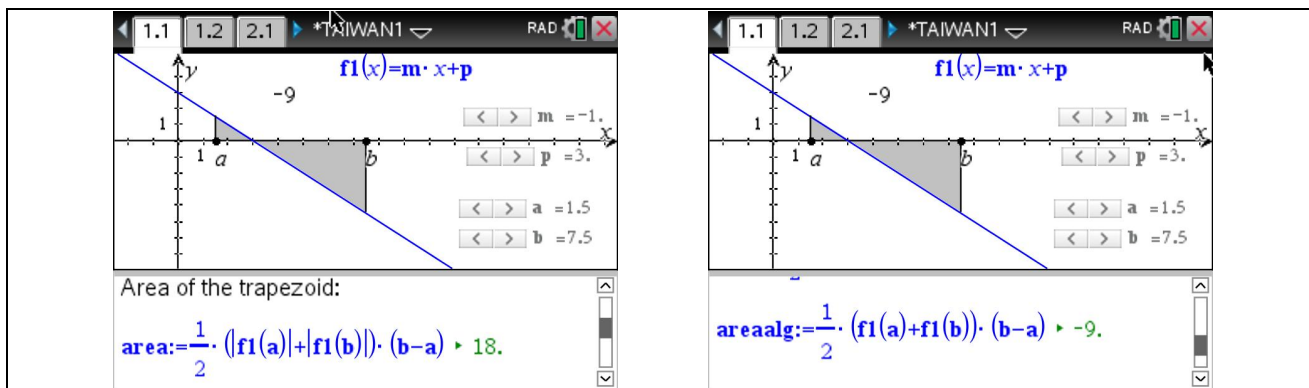 1.1 1.2 2.1 *TAIWAN1 RAD
y f1(x)=m· x+p
-9
< > m =-1.
1 x
1 a b < > p =3.
< > a =1.5
< > b =7.5
Area of the trapezoid:
area:=1/2· (|f1(a)|+|f1(b)|)· (b-a) ▸ 18.
1.1 1.2 2.1 *TAIWAN1 RAD
y f1(x)=m· x+p
-9
< > m =-1.
1 x
1 a b < > p =3.
< > a =1.5
< > b =7.5
areaalg:=1/2· (f1(a)+f1(b))· (b-a) ▸ -9.